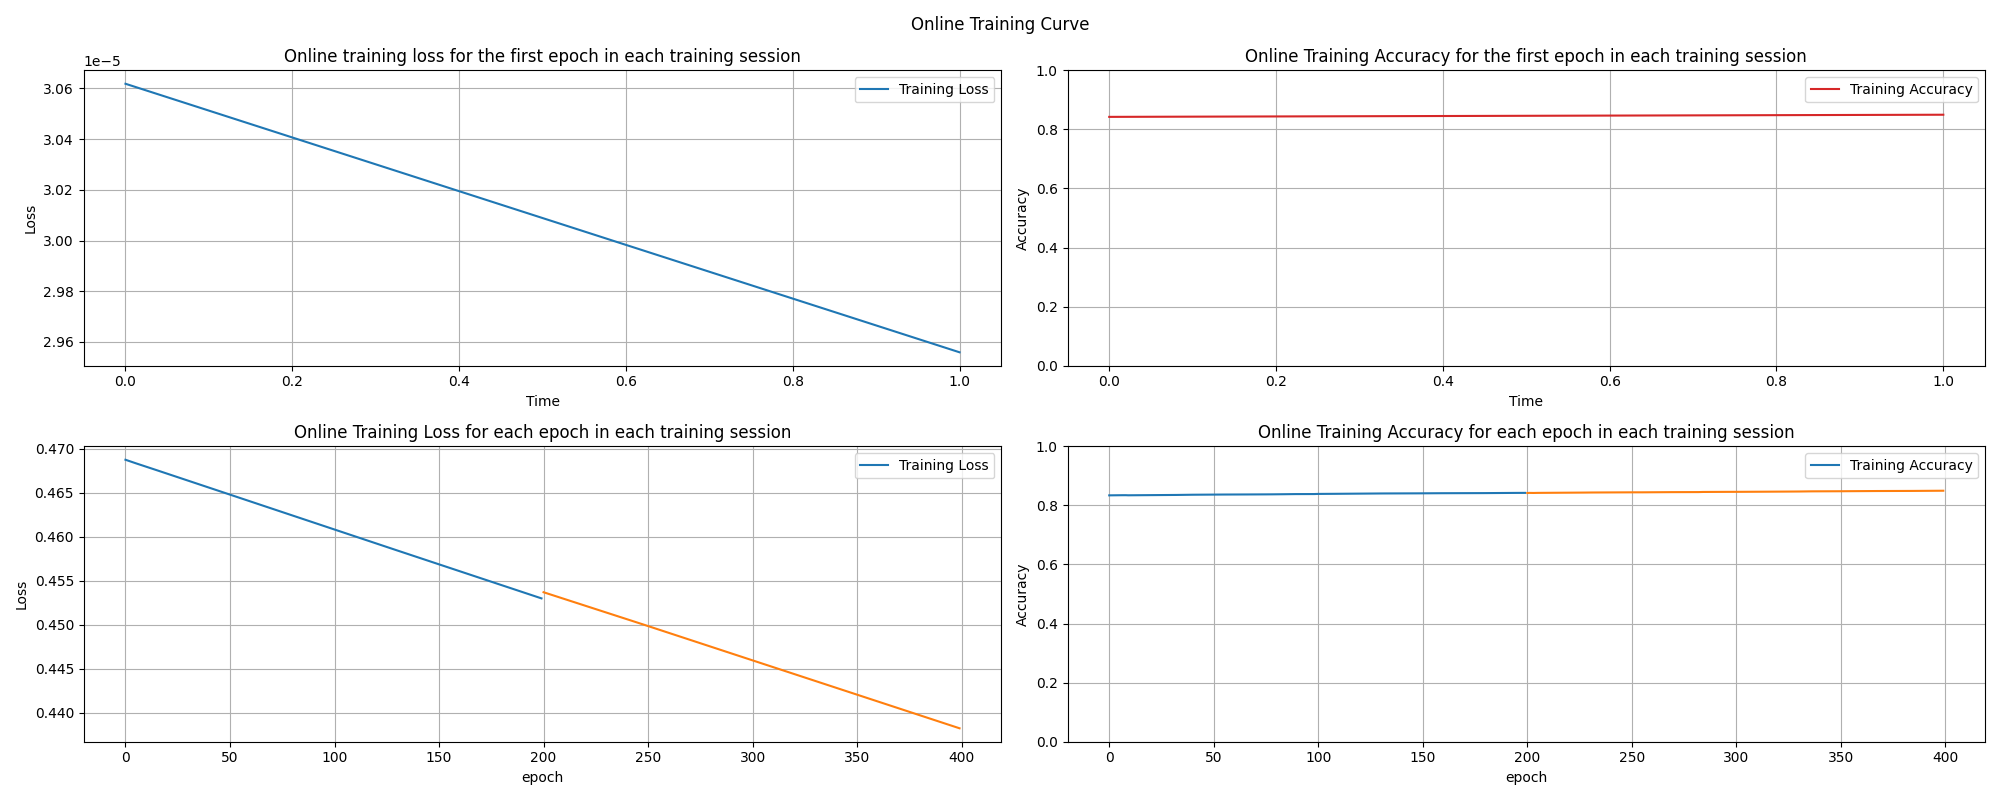 Online Training Curve
Online training loss for the first epoch in each training session
1e−5
Training Loss
3.06
3.04
3.02
3.00
2.98
2.96
Loss
0.0 0.2 0.4 0.6 0.8 1.0
Time
Online Training Accuracy for the first epoch in each training session
Training Accuracy
1.0
0.8
0.6
0.4
0.2
0.0
Accuracy
0.0 0.2 0.4 0.6 0.8 1.0
Time
Online Training Loss for each epoch in each training session
Training Loss
0.470
0.465
0.460
0.455
0.450
0.445
0.440
Loss
0 50 100 150 200 250 300 350 400
epoch
Online Training Accuracy for each epoch in each training session
Training Accuracy
1.0
0.8
0.6
0.4
0.2
0.0
Accuracy
0 50 100 150 200 250 300 350 400
epoch